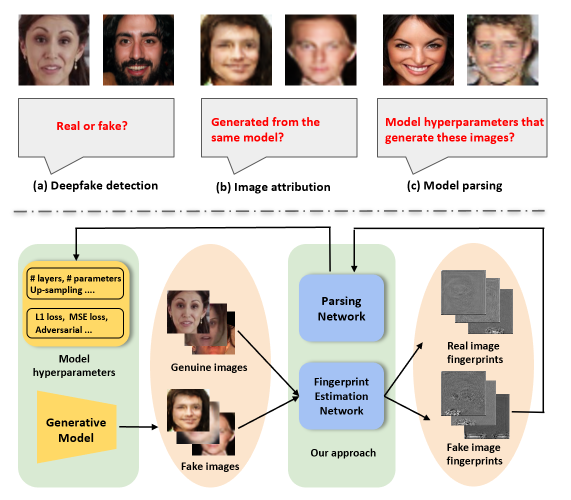 Real or fake?
Generated from the
same model?
Model hyperparameters that
generate these images?
(a) Deepfake detection
(b) Image attribution
(c) Model parsing
# layers, # parameters
Up-sampling ....
L1 loss, MSE loss,
Adversarial ...
Model
hyperparameters
Generative
Model
Genuine images
Fake images
Parsing
Network
Fingerprint
Estimation
Network
Our approach
Real image
fingerprints
Fake image
fingerprints